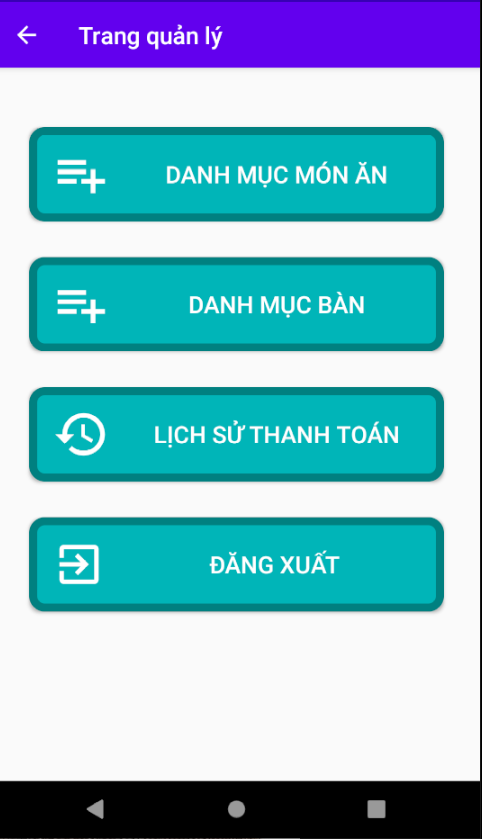 Trang quản lý
DANH MỤC MÓN ĂN
DANH MỤC BÀN
LỊCH SỬ THANH TOÁN
ĐĂNG XUẤT